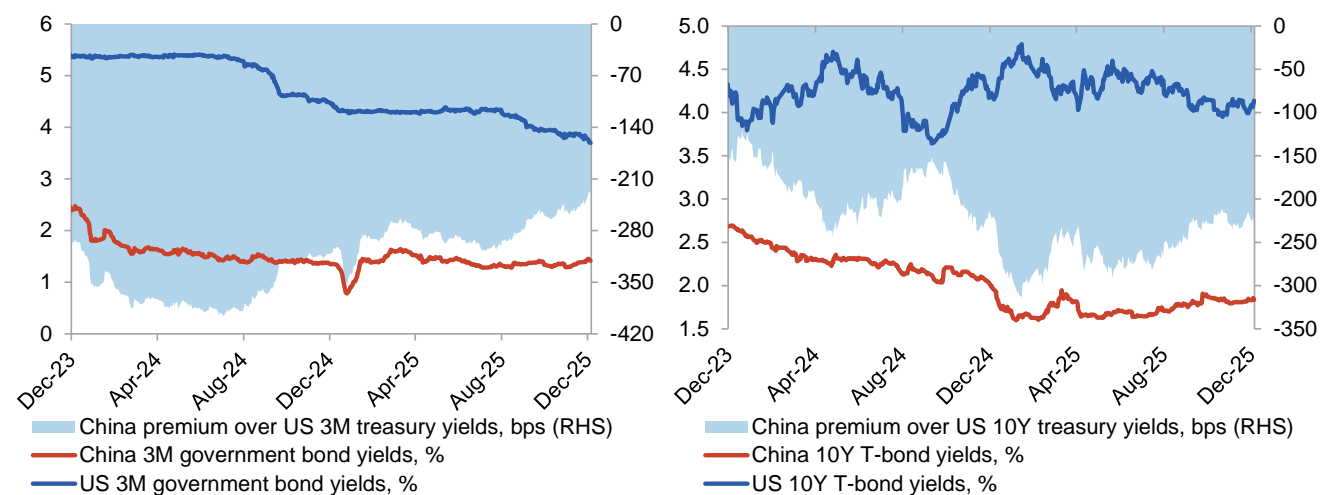 6
5
4
3
2
1
0
0
-70
-140
-210
-280
-350
-420
Dec-23
Apr-24
Aug-24
Dec-24
Apr-25
Aug-25
Dec-25
China premium over US 3M treasury yields, bps (RHS)
China 3M government bond yields, %
US 3M government bond yields, %
5.0
4.5
4.0
3.5
3.0
2.5
2.0
1.5
0
-50
-100
-150
-200
-250
-300
-350
Dec-23
Apr-24
Aug-24
Dec-24
Apr-25
Aug-25
Dec-25
China premium over US 10Y treasury yields, bps (RHS)
China 10Y T-bond yields, %
US 10Y T-bond yields, %